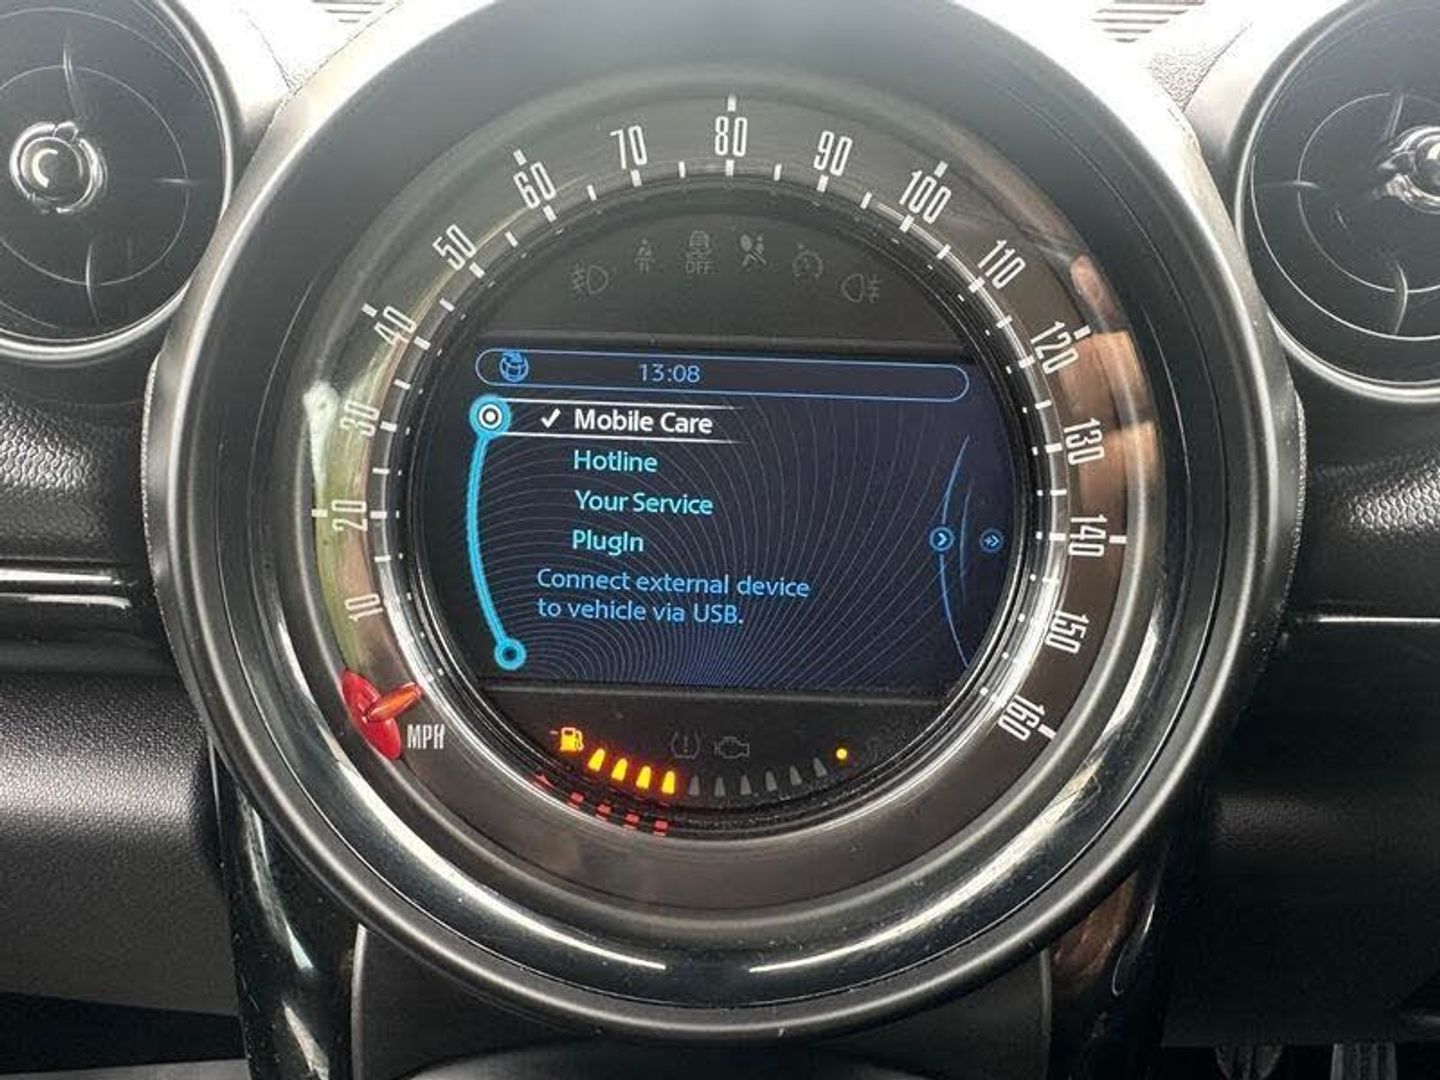 80
70
90
60
100
50
110
40
120
30
130
20
140
10
150
160
MPH
OFF
13:08
Mobile Care
Hotline
Your Service
PlugIn
Connect external device
to vehicle via USB.